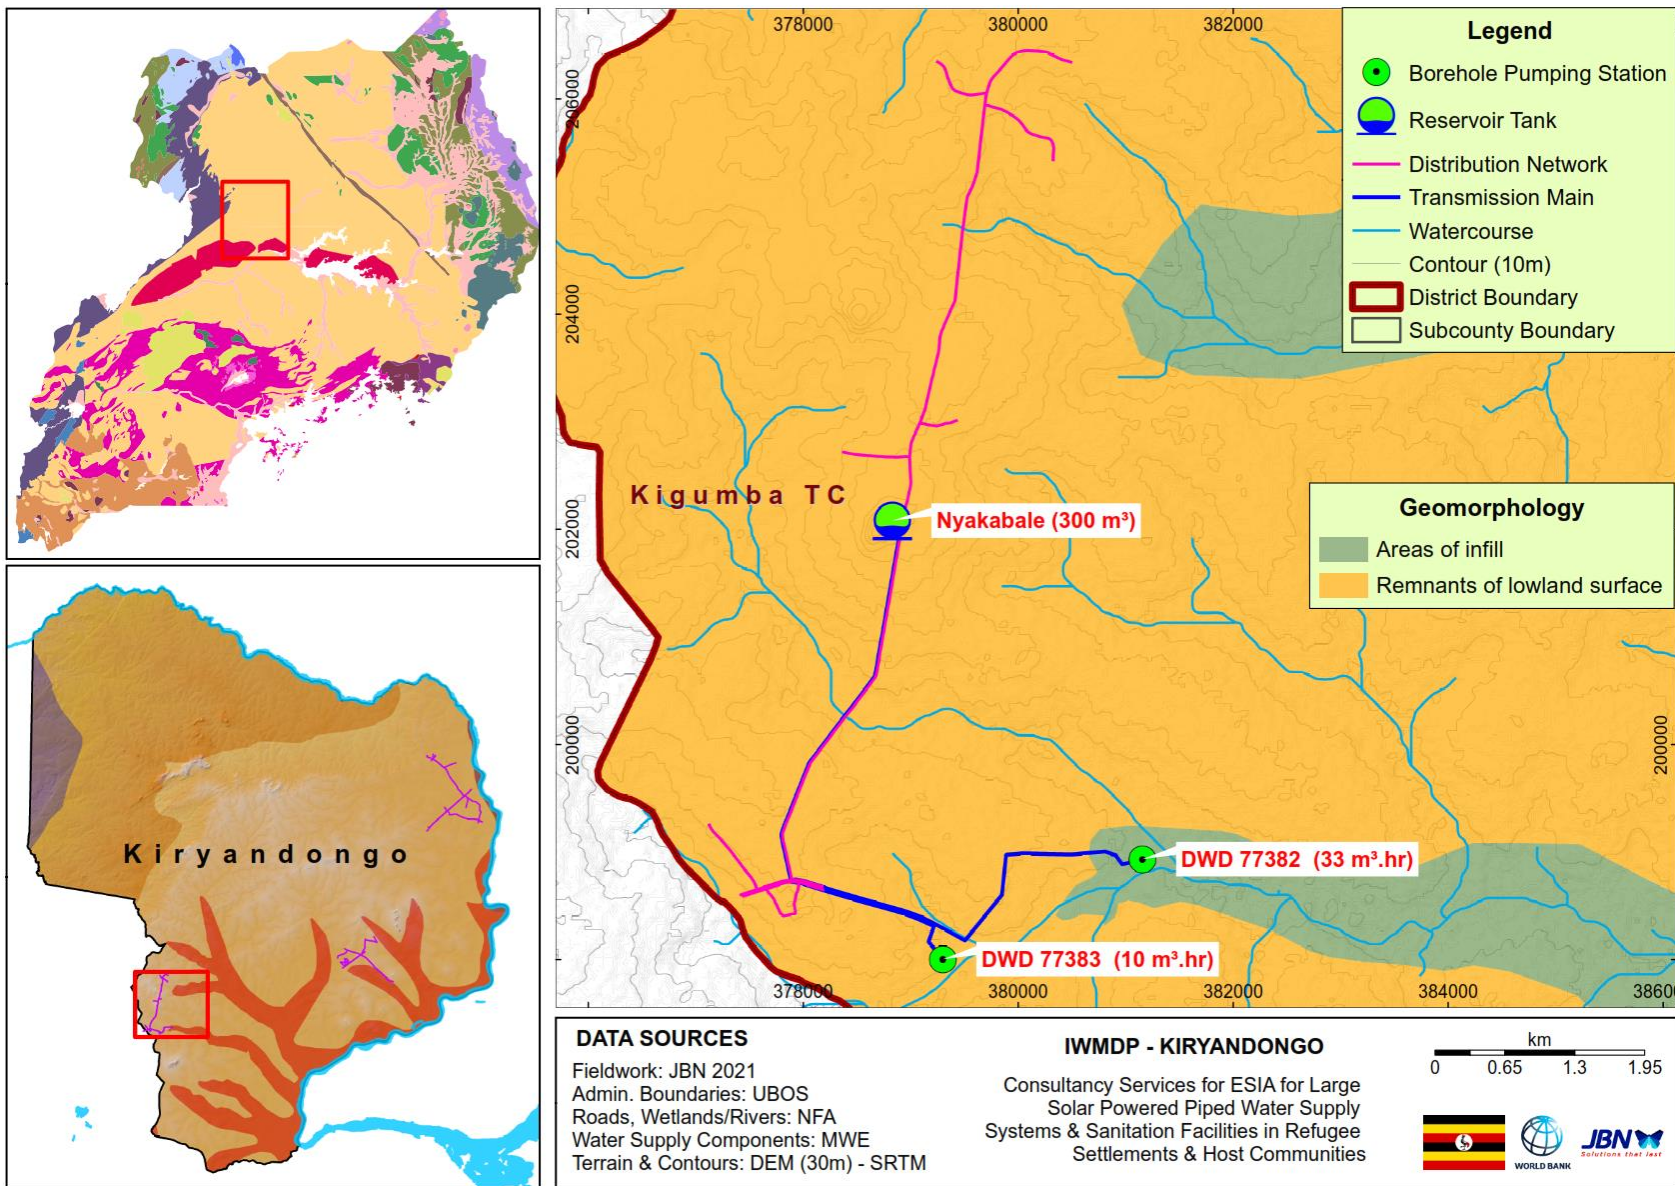 Kiryandongo
378000
380000
382000
206000
204000
202000
200000
200000
378000
380000
382000
384000
38600
Kigumba TC
Nyakabale (300 m³)
DWD 77382 (33 m³.hr)
DWD 77383 (10 m³.hr)
Legend
Borehole Pumping Station
Reservoir Tank
Distribution Network
Transmission Main
Watercourse
Contour (10m)
District Boundary
Subcounty Boundary
Geomorphology
Areas of infill
Remnants of lowland surface
DATA SOURCES
Fieldwork: JBN 2021
Admin. Boundaries: UBOS
Roads, Wetlands/Rivers: NFA
Water Supply Components: MWE
Terrain & Contours: DEM (30m) - SRTM
IWMDP - KIRYANDONGO
Consultancy Services for ESIA for Large
Solar Powered Piped Water Supply
Systems & Sanitation Facilities in Refugee
Settlements & Host Communities
km
0 0.65 1.3 1.95
WORLD BANK
JBN
Solutions that last